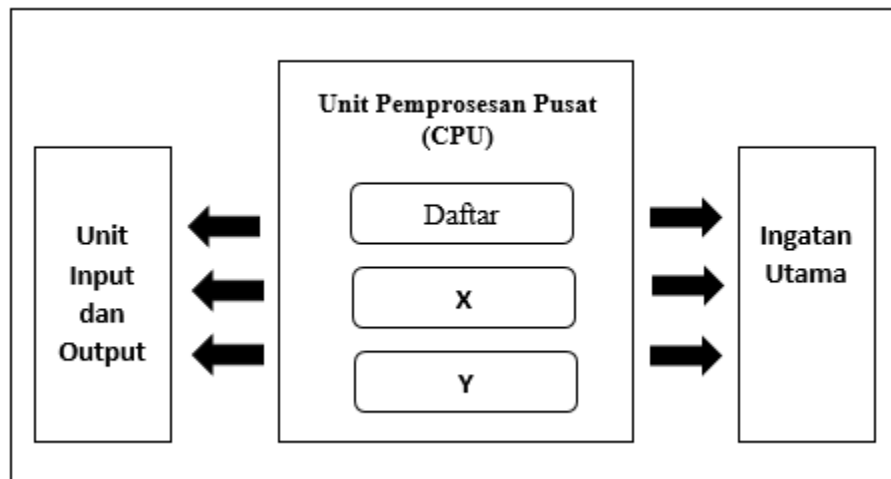 Unit Pemprosesan Pusat
(CPU)
Daftar
X
Y
Unit
Input
dan
Output
Ingatan
Utama